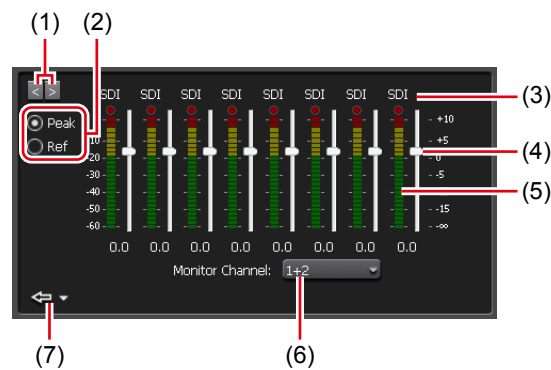 (1) (2)
< >
SDI SDI SDI SDI SDI SDI SDI SDI (3)
Peak +10
10 +5 (4)
Ref
-20 0
-30 -5 (5)
-40
-50 -15
-60 -∞
0.0 0.0 0.0 0.0 0.0 0.0 0.0 0.0
Monitor Channel: 1+2
(7) (6)